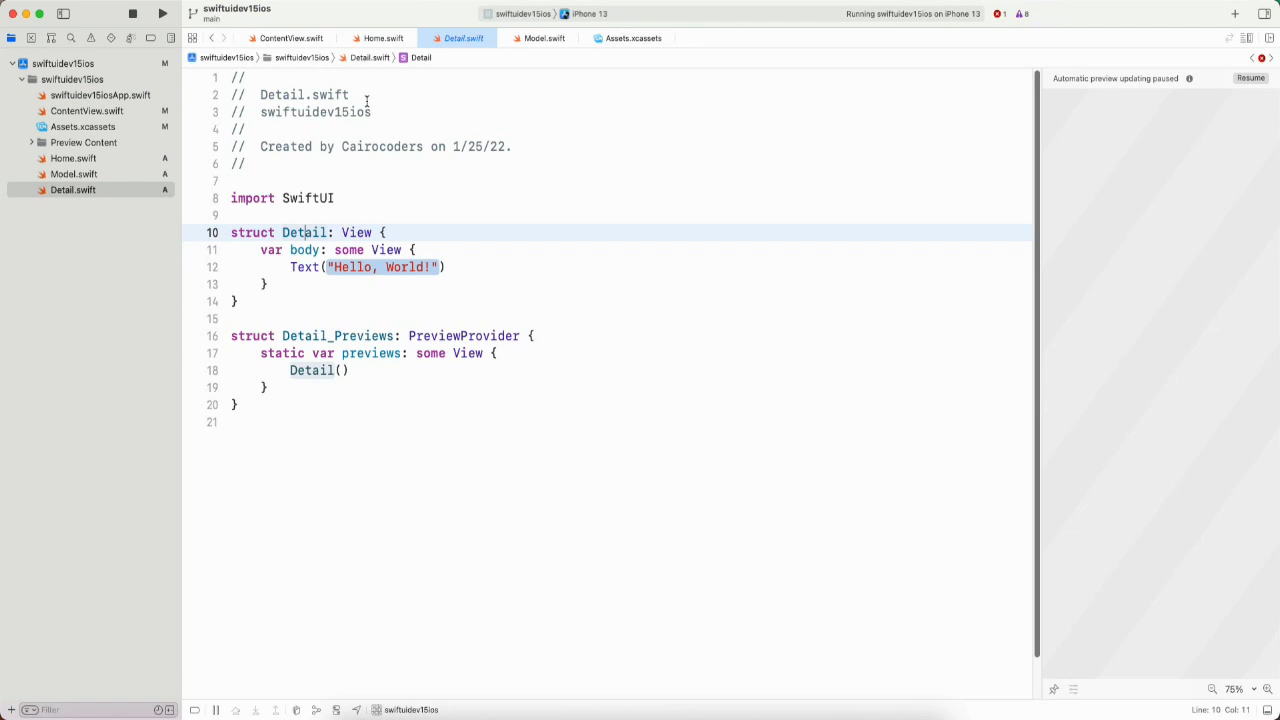 swiftuidev15ios
main
swiftuidev15ios 〉 iPhone 13
Running swiftuidev15ios on iPhone 13
1
8
ContentView.swift
Home.swift
Detail.swift
Model.swift
Assets.xcassets
swiftuidev15ios 〉 swiftuidev15ios 〉 Detail.swift 〉 S Detail
swiftuidev15ios M
swiftuidev15ios
swiftuidev15iosApp.swift
ContentView.swift M
Assets.xcassets M
Preview Content
Home.swift A
Model.swift A
Detail.swift A
Filter
1 //
2 //  Detail.swift
3 //  swiftuidev15ios
4 //
5 //  Created by Cairocoders on 1/25/22.
6 //
7
8 import SwiftUI
9
10 struct Detail: View {
11     var body: some View {
12         Text("Hello, World!")
13     }
14 }
15
16 struct Detail_Previews: PreviewProvider {
17     static var previews: some View {
18         Detail()
19     }
20 }
21
Automatic preview updating paused
Resume
75%
swiftuidev15ios
Line: 10 Col: 11